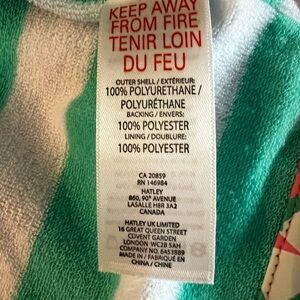 KEEP AWAY
FROM FIRE
TENIR LOIN
DU FEU
OUTER SHELL / EXTÉRIEUR:
100% POLYURETHANE /
POLYURÉTHANE
BACKING / ENVERS:
100% POLYESTER
LINING / DOUBLURE:
100% POLYESTER
CA 20859
RN 146984
HATLEY
860, 90e AVENUE
LASALLE H8R 3A2
CANADA
HATLEY UK LIMITED
16 GREAT QUEEN STREET
COVENT GARDEN
LONDON WC2B 5AH
COMPANY NO. 6453889
MADE IN / FABRIQUÉ EN
CHINA / CHINE